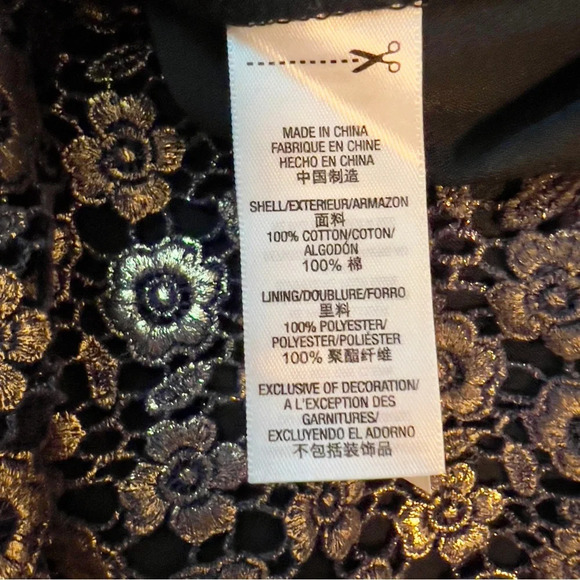 MADE IN CHINA
FABRIQUE EN CHINE
HECHO EN CHINA
中国制造
SHELL/EXTERIEUR/ARMAZON
面料
100% COTTON/COTON/
ALGODÓN
100% 棉
LINING/DOUBLURE/FORRO
里料
100% POLYESTER/
POLYESTER/POLIÉSTER
100% 聚酯纤维
EXCLUSIVE OF DECORATION/
A L'EXCEPTION DES
GARNITURES/
EXCLUYENDO EL ADORNO
不包括装饰品